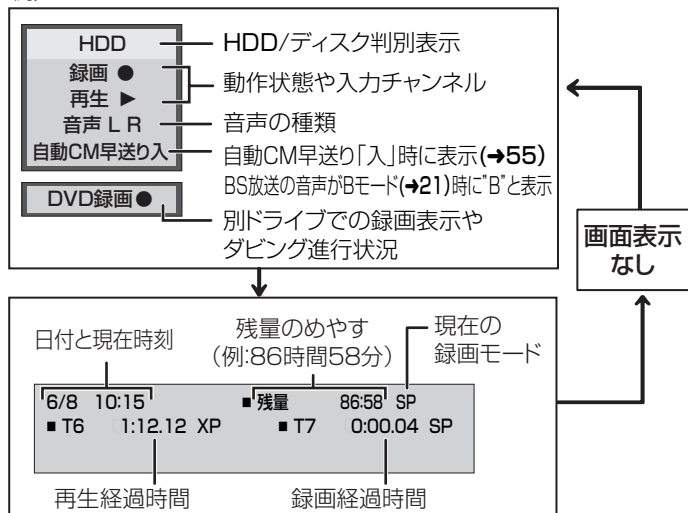 HDD
録画 ●
再生 ▶
音声 L R
自動CM早送り入
DVD録画●
HDD/ディスク判別表示
動作状態や入力チャンネル
音声の種類
自動CM早送り「入」時に表示(➜55)
BS放送の音声がBモード(➜21)時に"B"と表示
別ドライブでの録画表示や
ダビング進行状況
画面表示
なし
日付と現在時刻
残量のめやす
(例:86時間58分)
現在の
録画モード
6/8 10:15 ■残量 86:58 SP
■T6 1:12.12 XP ■T7 0:00.04 SP
再生経過時間
録画経過時間